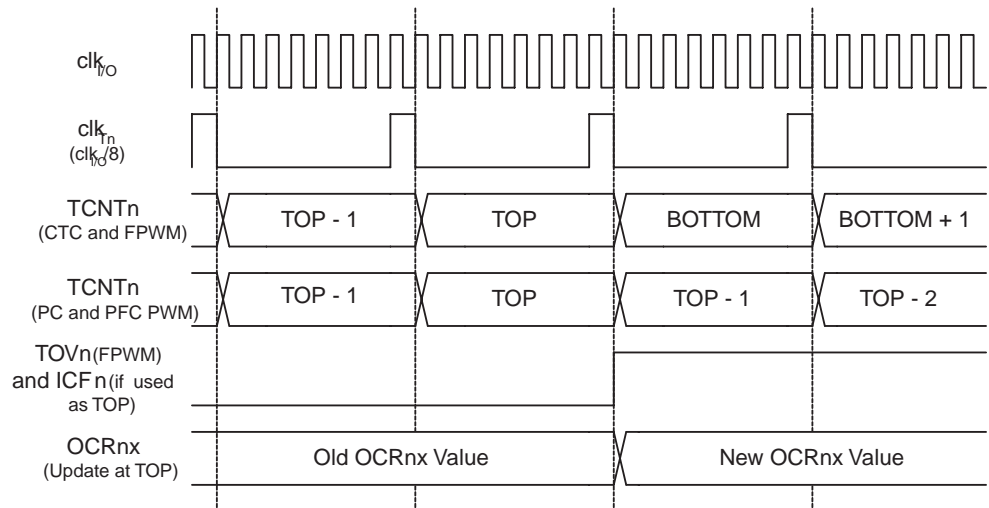 clkI/O
clkTn
(clkI/O/8)
TCNTn
(CTC and FPWM)
TOP - 1 TOP BOTTOM BOTTOM + 1
TCNTn
(PC and PFC PWM)
TOP - 1 TOP TOP - 1 TOP - 2
TOVn(FPWM)
and ICFn(if used
as TOP)
OCRnx
(Update at TOP)
Old OCRnx Value New OCRnx Value